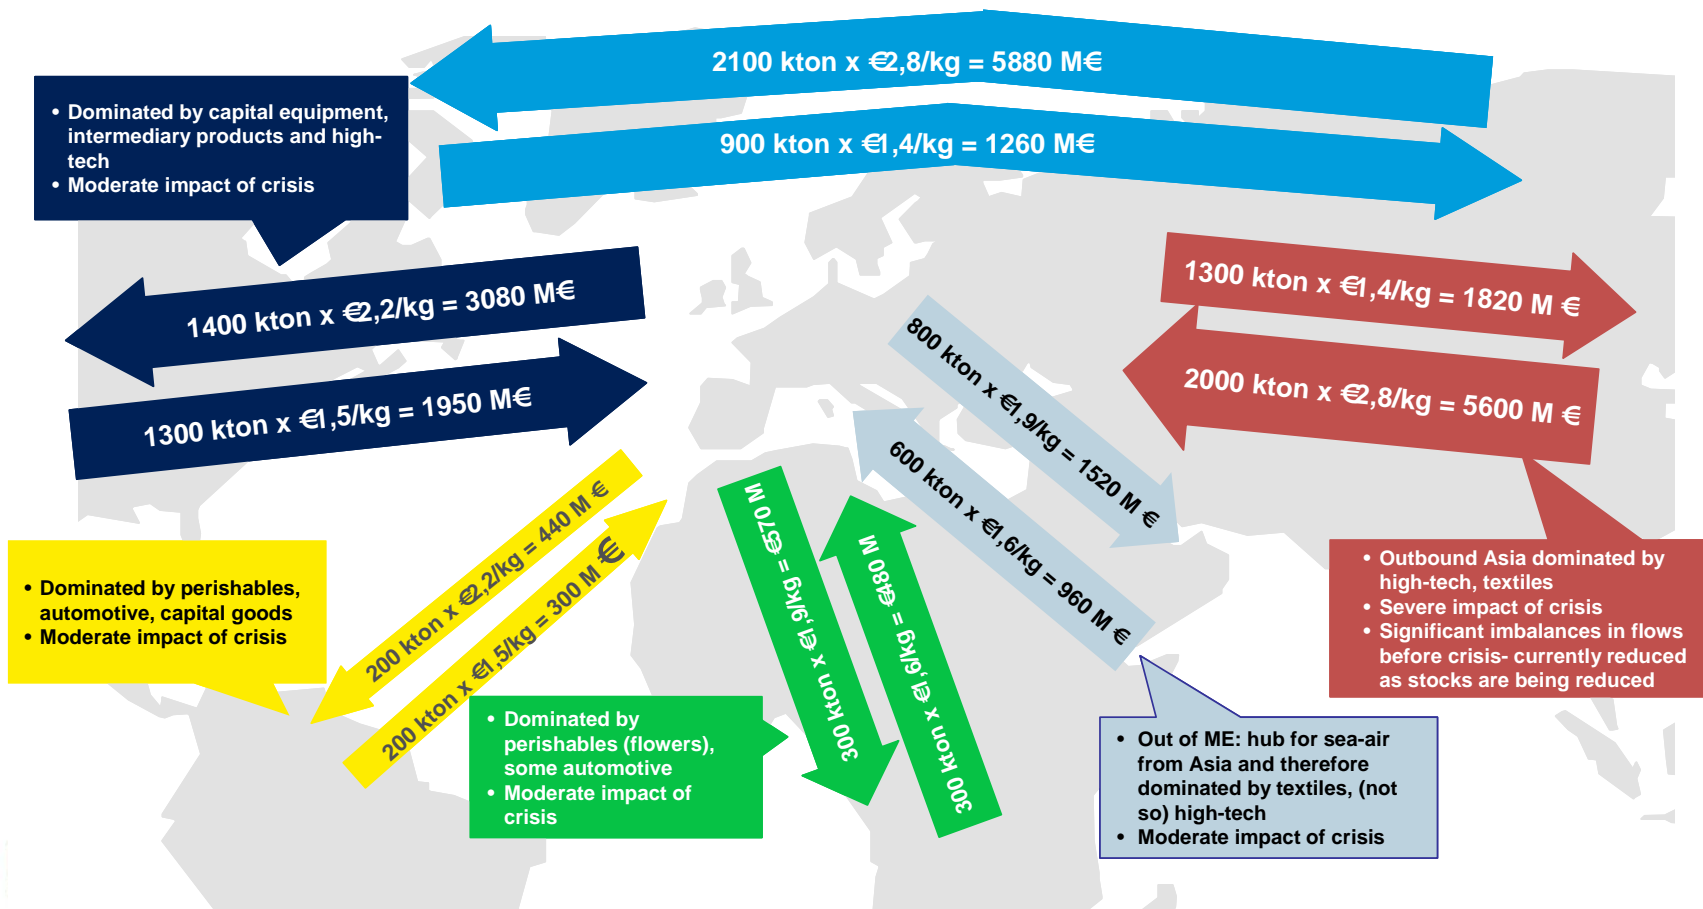 2100 kton x €2,8/kg = 5880 M€
900 kton x €1,4/kg = 1260 M€
• Dominated by capital equipment,
intermediary products and high-
tech
• Moderate impact of crisis
1400 kton x €2,2/kg = 3080 M€
1300 kton x €1,5/kg = 1950 M€
1300 kton x €1,4/kg = 1820 M €
2000 kton x €2,8/kg = 5600 M €
800 kton x €1,9/kg = 1520 M €
600 kton x €1,6/kg = 960 M €
200 kton x €2,2/kg = 440 M €
200 kton x €1,5/kg = 300 M €
300 kton x €1,9/kg = €570 M
300 kton x €1,6/kg = €480 M
• Dominated by perishables,
automotive, capital goods
• Moderate impact of crisis
• Dominated by
perishables (flowers),
some automotive
• Moderate impact of
crisis
• Outbound Asia dominated by
high-tech, textiles
• Severe impact of crisis
• Significant imbalances in flows
before crisis- currently reduced
as stocks are being reduced
• Out of ME: hub for sea-air
from Asia and therefore
dominated by textiles, (not
so) high-tech
• Moderate impact of crisis